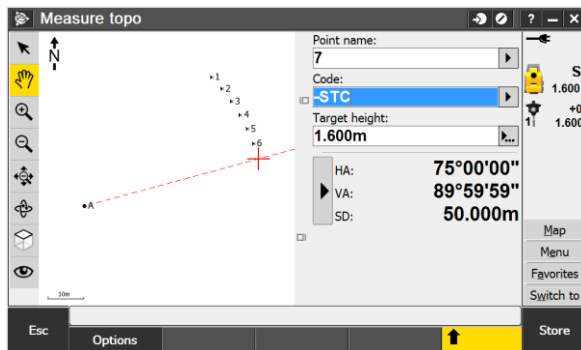 Measure topo
? – ×
N
1
2
3
4
5
6
A
10m
Point name:
7
Code:
-STC
Target height:
1.600m
HA: 75°00'00"
VA: 89°59'59"
SD: 50.000m
S
1.600
+0
1 1.600
Map
Menu
Favorites
Switch to
Esc
Options
Store